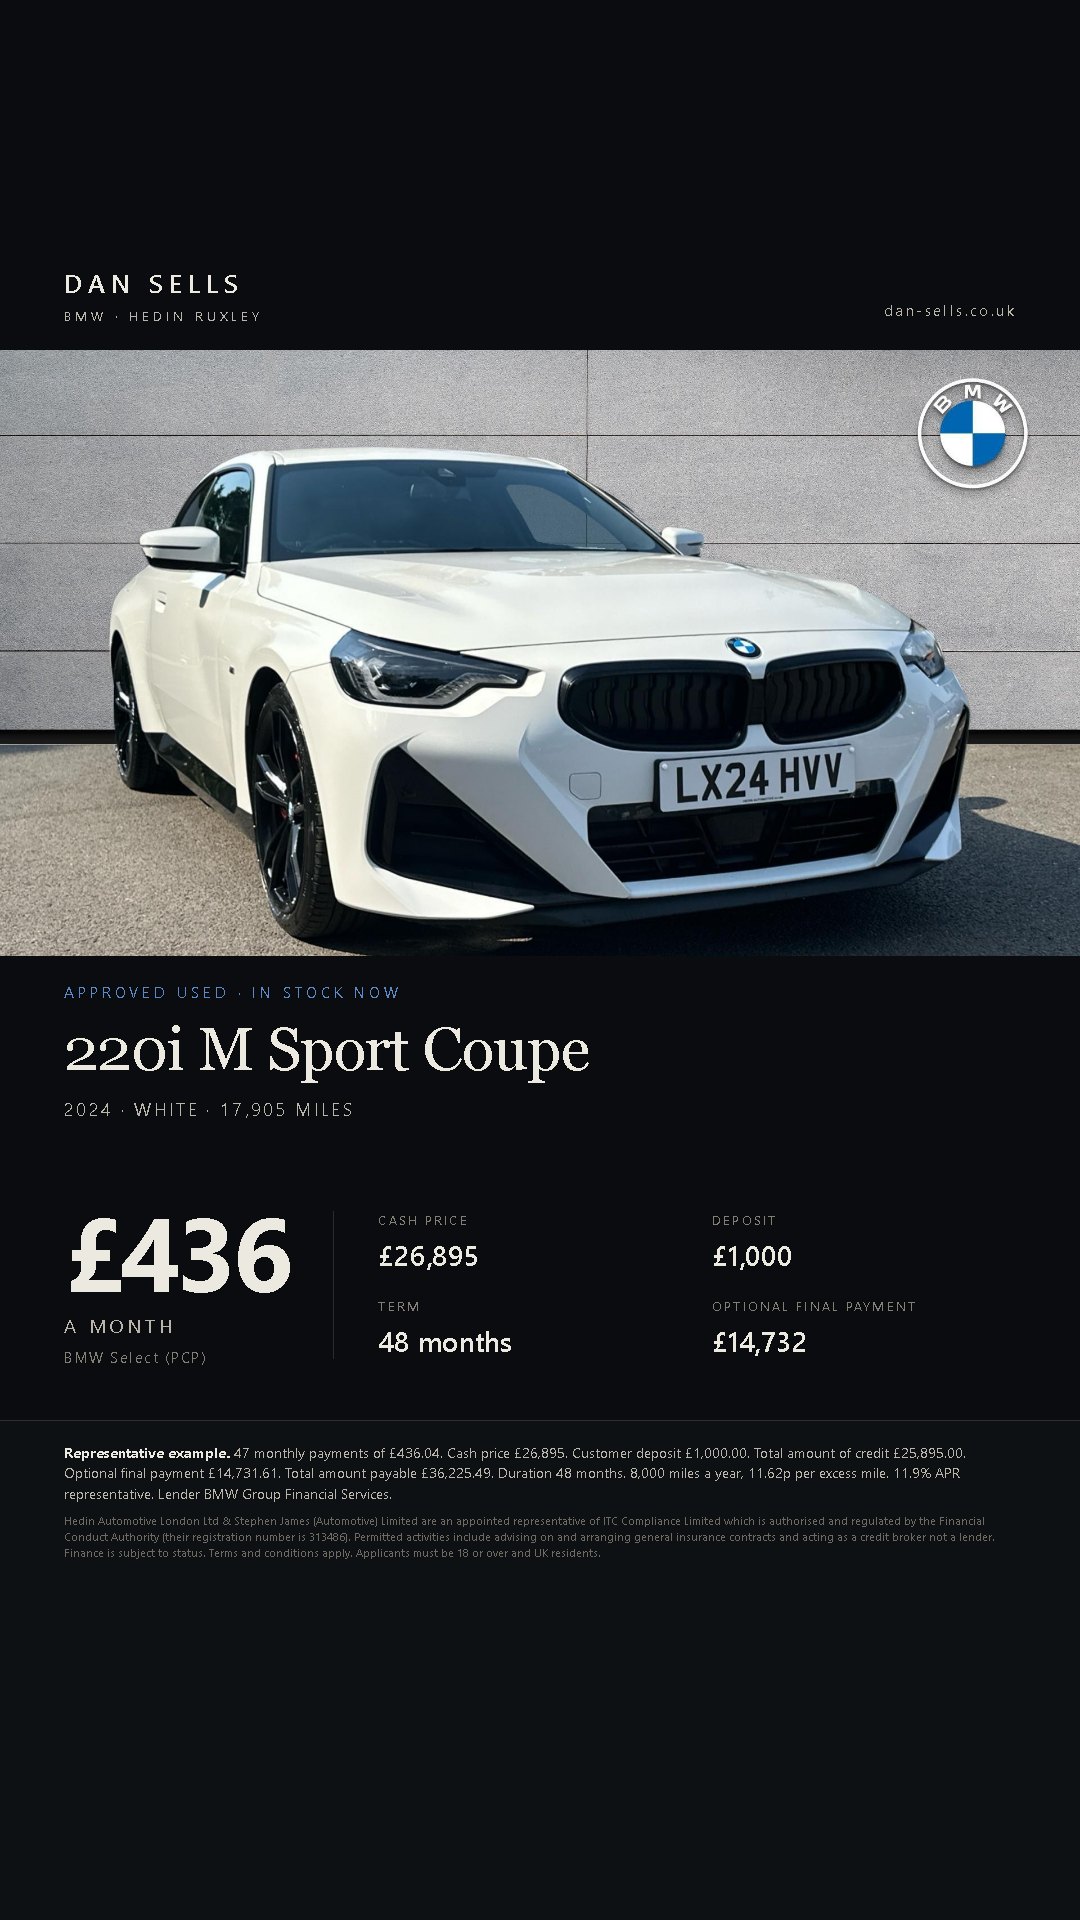 DAN SELLS
BMW · HEDIN RUXLEY
dan-sells.co.uk
BMW
LX24 HVV
APPROVED USED · IN STOCK NOW
220i M Sport Coupe
2024 · WHITE · 17,905 MILES
£436
A MONTH
BMW Select (PCP)
CASH PRICE
£26,895
DEPOSIT
£1,000
TERM
48 months
OPTIONAL FINAL PAYMENT
£14,732
Representative example. 47 monthly payments of £436.04. Cash price £26,895. Customer deposit £1,000.00. Total amount of credit £25,895.00.
Optional final payment £14,731.61. Total amount payable £36,225.49. Duration 48 months. 8,000 miles a year, 11.62p per excess mile. 11.9% APR
representative. Lender BMW Group Financial Services.
Hedin Automotive London Ltd & Stephen James (Automotive) Limited are an appointed representative of ITC Compliance Limited which is authorised and regulated by the Financial
Conduct Authority (their registration number is 313486). Permitted activities include advising on and arranging general insurance contracts and acting as a credit broker not a lender.
Finance is subject to status. Terms and conditions apply. Applicants must be 18 or over and UK residents.